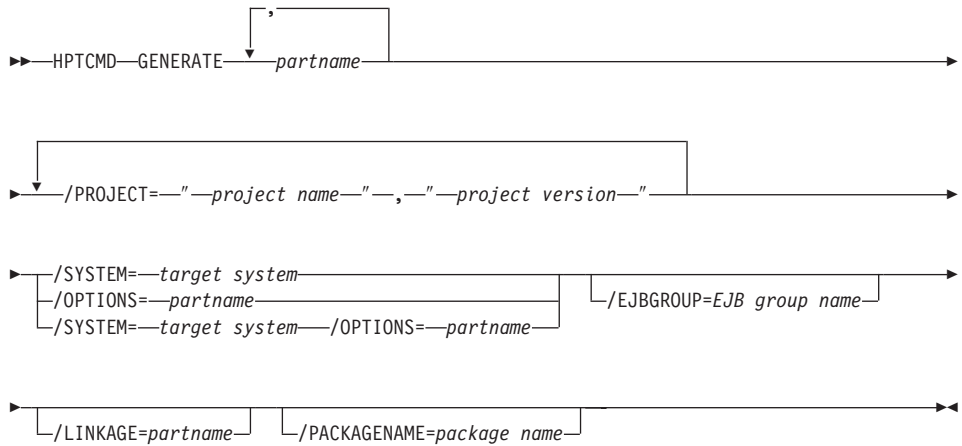 ,
HPTCMD GENERATE partname
/PROJECT= " project name " , " project version "
/SYSTEM= target system
/OPTIONS= partname
/EJBGROUP=EJB group name
/SYSTEM= target system /OPTIONS= partname
/LINKAGE=partname /PACKAGENAME=package name